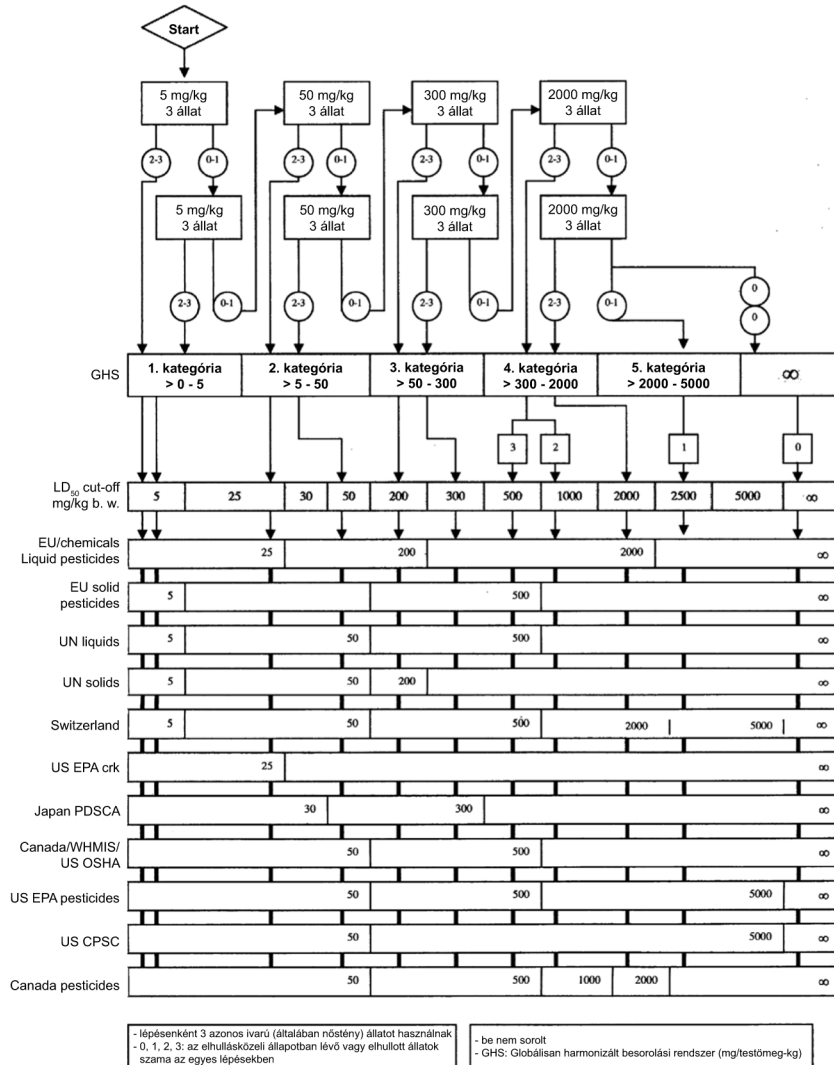 Start
5 mg/kg
3 állat
50 mg/kg
3 állat
300 mg/kg
3 állat
2000 mg/kg
3 állat
2-3
0-1
2-3
0-1
2-3
0-1
2-3
0-1
5 mg/kg
3 állat
50 mg/kg
3 állat
300 mg/kg
3 állat
2000 mg/kg
3 állat
2-3
0-1
2-3
0-1
2-3
0-1
2-3
0-1
0
0
GHS
1. kategória
> 0 - 5
2. kategória
> 5 - 50
3. kategória
> 50 - 300
4. kategória
> 300 - 2000
5. kategória
> 2000 - 5000
∞
3
2
1
0
LD50 cut-off
mg/kg b. w.
5 25 30 50 200 300 500 1000 2000 2500 5000 ∞
EU/chemicals
Liquid pesticides
25 200 2000 ∞
EU solid
pesticides
5 500 ∞
UN liquids
5 50 500 ∞
UN solids
5 50 200 ∞
Switzerland
5 50 500 2000 5000 ∞
US EPA crk
25 ∞
Japan PDSCA
30 300 ∞
Canada/WHMIS/
US OSHA
50 500 ∞
US EPA pesticides
50 500 5000 ∞
US CPSC
50 5000 ∞
Canada pesticides
50 500 1000 2000 ∞
- lépésenként 3 azonos ivarú (általában nőstény) állatot használnak
- 0, 1, 2, 3: az elhullásközeli állapotban lévő vagy elhullott állatok
szama az egyes lépésekben
- be nem sorolt
- GHS: Globálisan harmonizált besorolási rendszer (mg/testömeg-kg)